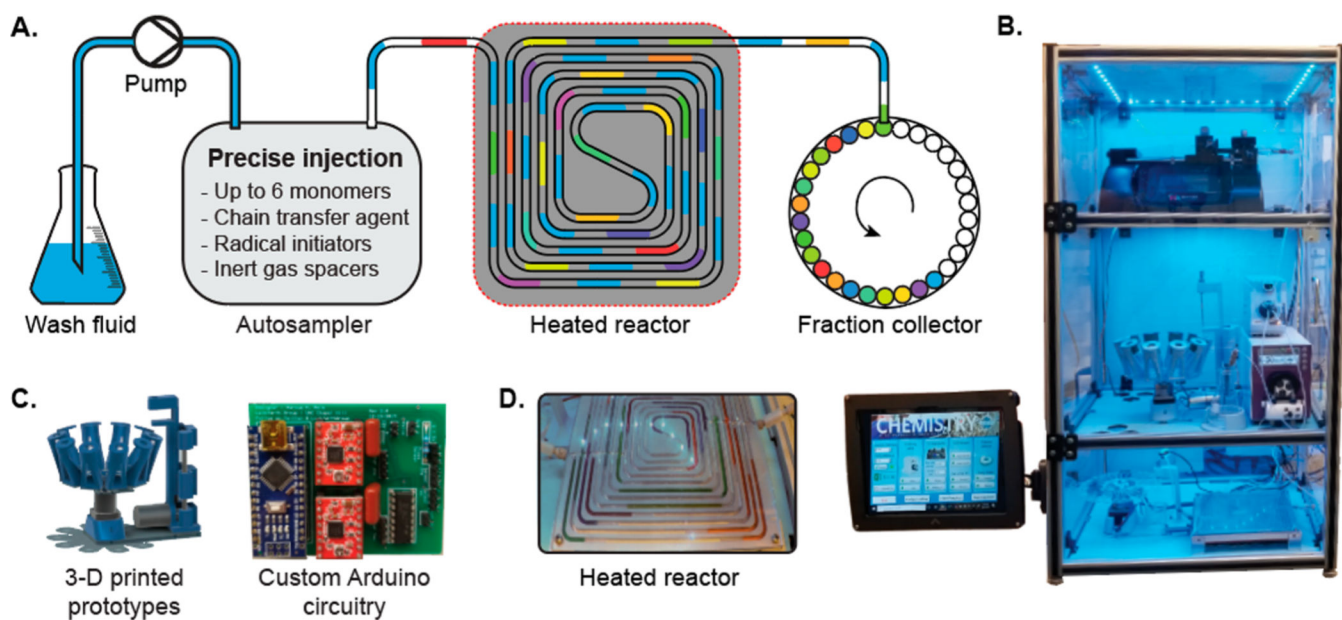 A.
Pump
Precise injection
- Up to 6 monomers
- Chain transfer agent
- Radical initiators
- Inert gas spacers
Wash fluid
Autosampler
Heated reactor
Fraction collector
B.
C.
3-D printed
prototypes
Custom Arduino
circuitry
D.
Heated reactor
CHEMISTRY